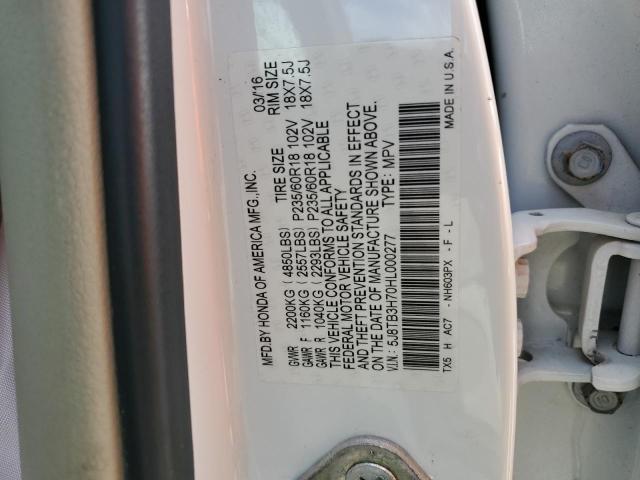 MFD.BY HONDA OF AMERICA MFG.,INC. 03/'16
TIRE SIZE RIM SIZE
GVWR 2200KG (4850LBS)
GAWR F 1160KG (2557LBS) P235/60R18 102V 18X7.5J
GAWR R 1040KG (2293LBS) P235/60R18 102V 18X7.5J
THIS VEHICLE CONFORMS TO ALL APPLICABLE
FEDERAL MOTOR VEHICLE SAFETY
AND THEFT PREVENTION STANDARDS IN EFFECT
ON THE DATE OF MANUFACTURE SHOWN ABOVE.
V.I.N.: 5J8TB3H70HL000277 TYPE: MPV
TX5 H AC7 - NH603PX - F - L MADE IN U.S.A.